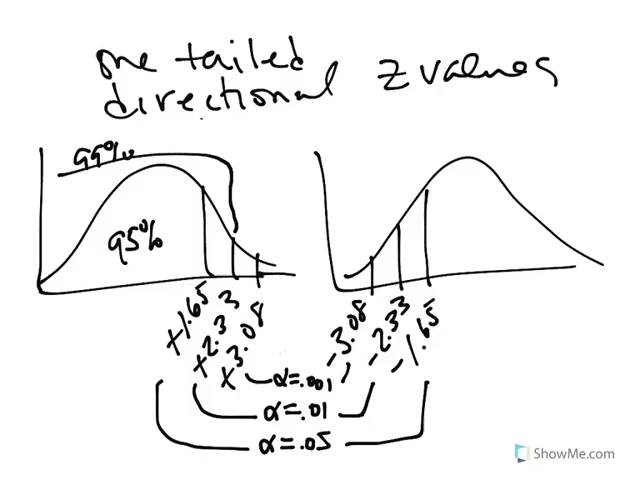 one tailed
directional z values
99%
95%
+1.65
+2.33
+3.08
-3.08
-2.33
-1.65
α=.001
α=.01
α=.05
ShowMe.com